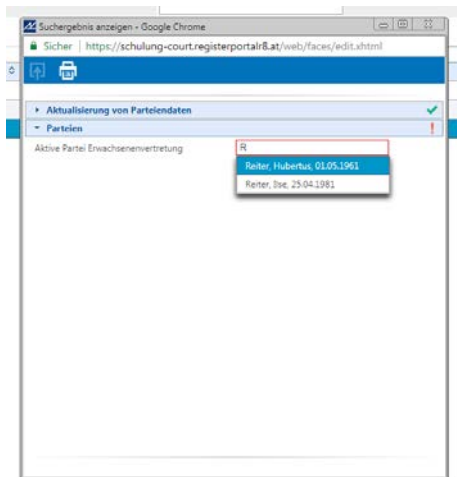 Suchergebnis anzeigen - Google Chrome
Sicher | https://schulung-court.registerportalr8.at/web/faces/edit.xhtml
Aktualisierung von Parteiendaten
Parteien
Aktive Partei Erwachsenenvertretung R
Reiter, Hubertus, 01.05.1961
Reiter, Ilse, 25.04.1981